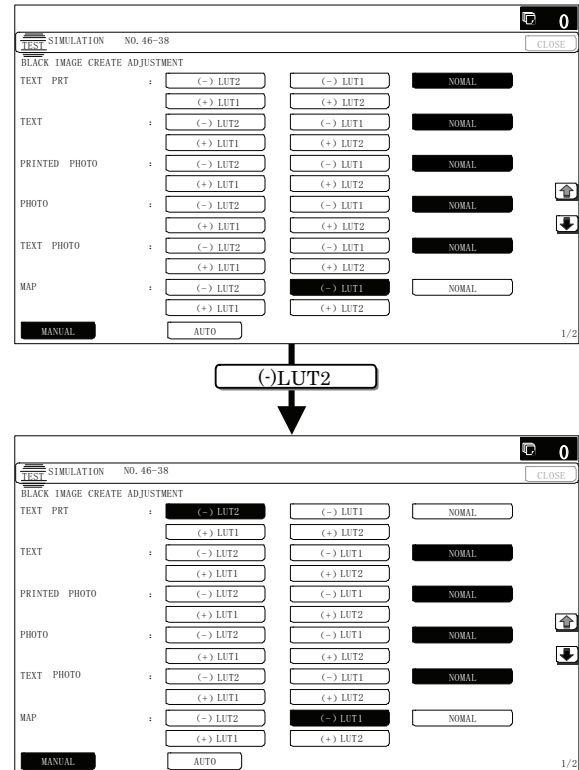 0
TEST SIMULATION NO. 46-38 CLOSE
BLACK IMAGE CREATE ADJUSTMENT
TEXT PRT : (-) LUT2 (-) LUT1 NOMAL
(+) LUT1 (+) LUT2
TEXT : (-) LUT2 (-) LUT1 NOMAL
(+) LUT1 (+) LUT2
PRINTED PHOTO : (-) LUT2 (-) LUT1 NOMAL
(+) LUT1 (+) LUT2
PHOTO : (-) LUT2 (-) LUT1 NOMAL
(+) LUT1 (+) LUT2
TEXT PHOTO : (-) LUT2 (-) LUT1 NOMAL
(+) LUT1 (+) LUT2
MAP : (-) LUT2 (-) LUT1 NOMAL
(+) LUT1 (+) LUT2
MANUAL AUTO 1/2
(-)LUT2
0
TEST SIMULATION NO. 46-38 CLOSE
BLACK IMAGE CREATE ADJUSTMENT
TEXT PRT : (-) LUT2 (-) LUT1 NOMAL
(+) LUT1 (+) LUT2
TEXT : (-) LUT2 (-) LUT1 NOMAL
(+) LUT1 (+) LUT2
PRINTED PHOTO : (-) LUT2 (-) LUT1 NOMAL
(+) LUT1 (+) LUT2
PHOTO : (-) LUT2 (-) LUT1 NOMAL
(+) LUT1 (+) LUT2
TEXT PHOTO : (-) LUT2 (-) LUT1 NOMAL
(+) LUT1 (+) LUT2
MAP : (-) LUT2 (-) LUT1 NOMAL
(+) LUT1 (+) LUT2
MANUAL AUTO 1/2